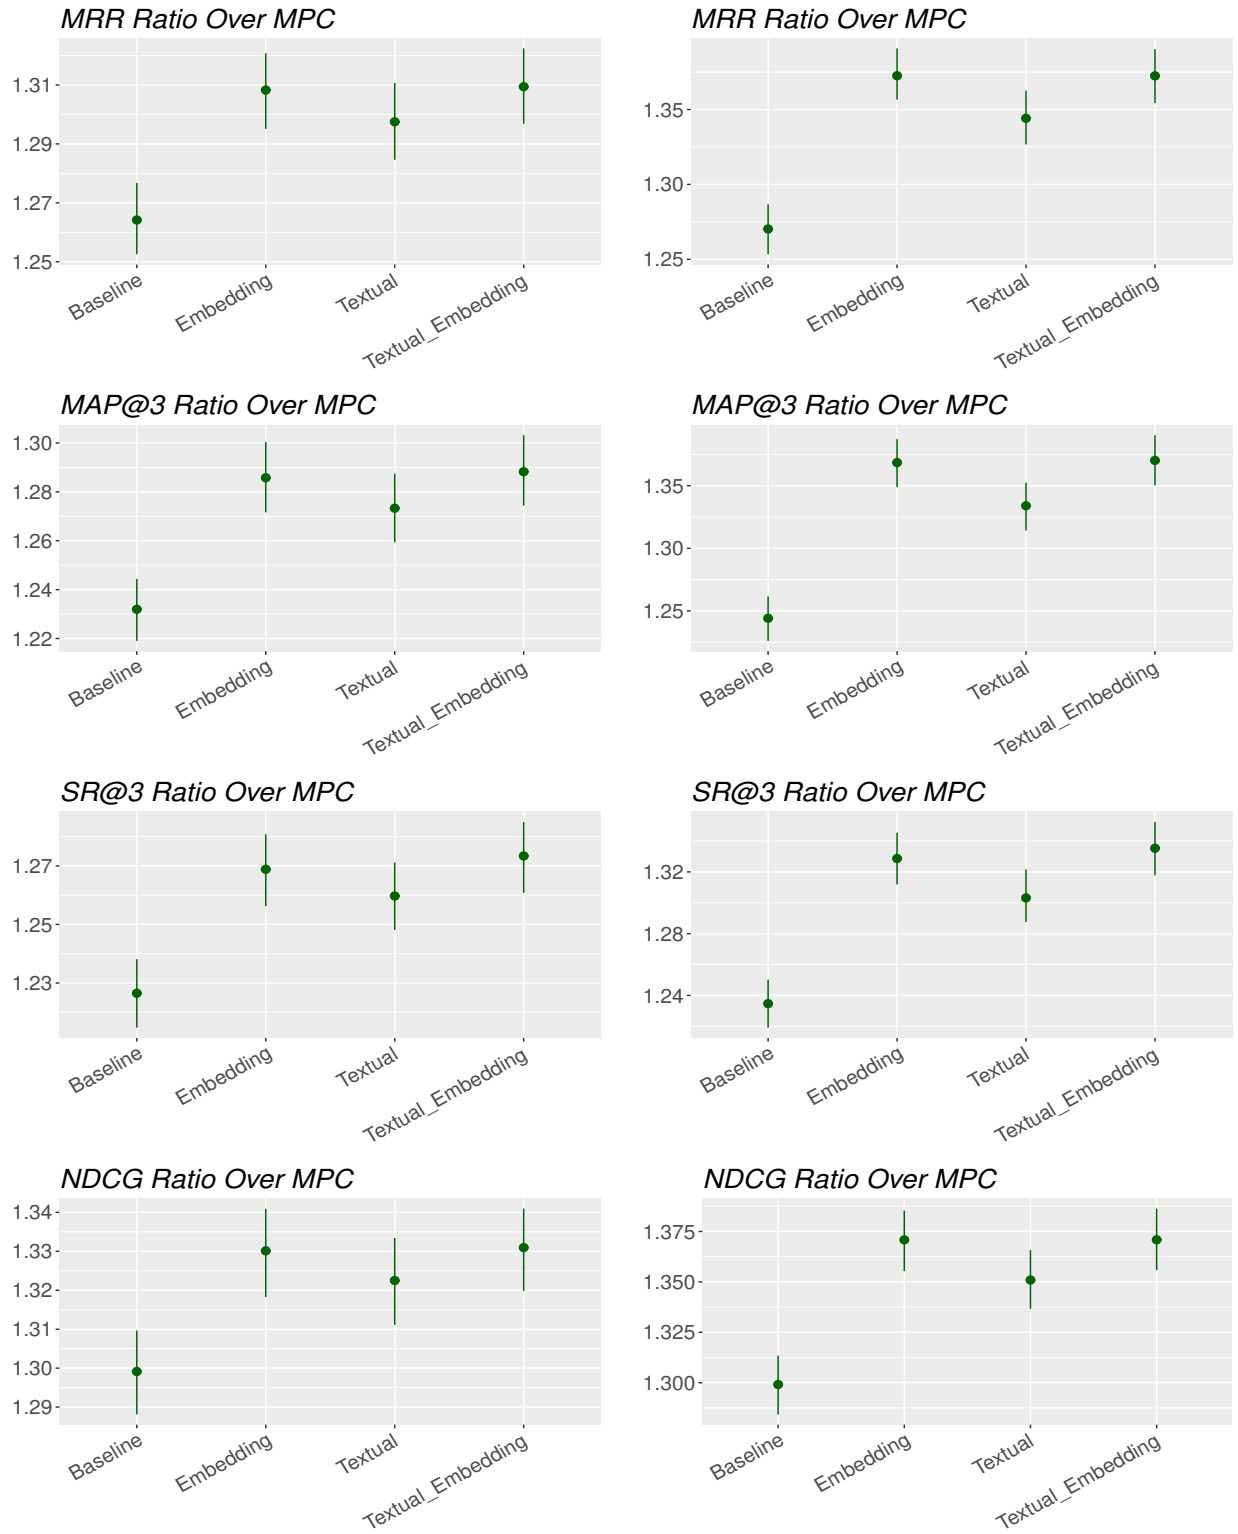 MRR Ratio Over MPC
1.31
1.29
1.27
1.25
Baseline
Embedding
Textual
Textual_Embedding
MRR Ratio Over MPC
1.35
1.30
1.25
Baseline
Embedding
Textual
Textual_Embedding
MAP@3 Ratio Over MPC
1.30
1.28
1.26
1.24
1.22
Baseline
Embedding
Textual
Textual_Embedding
MAP@3 Ratio Over MPC
1.35
1.30
1.25
Baseline
Embedding
Textual
Textual_Embedding
SR@3 Ratio Over MPC
1.27
1.25
1.23
Baseline
Embedding
Textual
Textual_Embedding
SR@3 Ratio Over MPC
1.32
1.28
1.24
Baseline
Embedding
Textual
Textual_Embedding
NDCG Ratio Over MPC
1.34
1.33
1.32
1.31
1.30
1.29
Baseline
Embedding
Textual
Textual_Embedding
NDCG Ratio Over MPC
1.375
1.350
1.325
1.300
Baseline
Embedding
Textual
Textual_Embedding